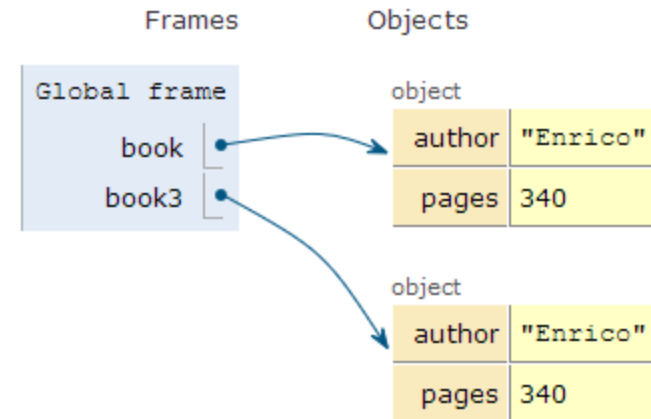 Frames Objects
Global frame
book
book3
object
author "Enrico"
pages 340
object
author "Enrico"
pages 340